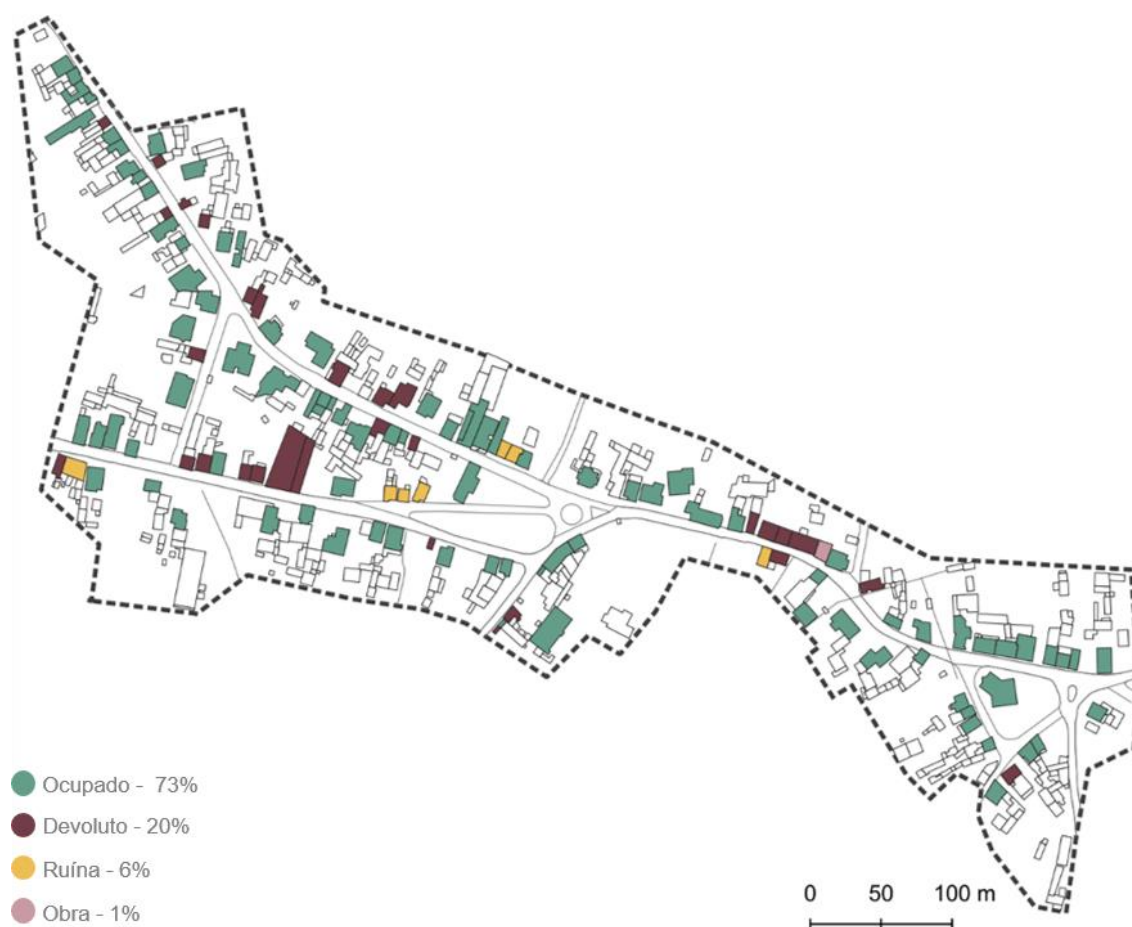 Ocupado - 73%
Devoluto - 20%
Ruína - 6%
Obra - 1%
0 50 100 m